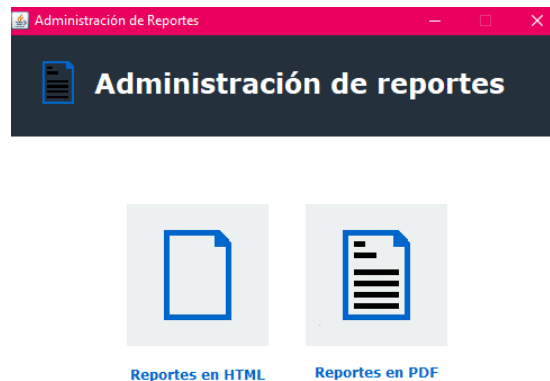 Administración de Reportes
Administración de reportes
Reportes en HTML
Reportes en PDF